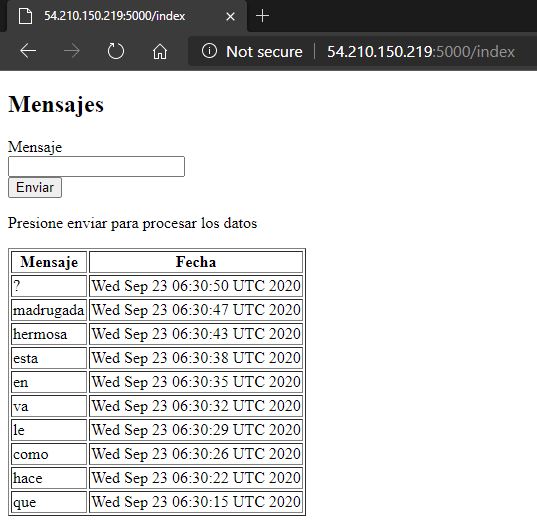 54.210.150.219:5000/index
Not secure 54.210.150.219:5000/index
Mensajes
Mensaje
Enviar
Presione enviar para procesar los datos
Mensaje Fecha
? Wed Sep 23 06:30:50 UTC 2020
madrugada Wed Sep 23 06:30:47 UTC 2020
hermosa Wed Sep 23 06:30:43 UTC 2020
esta Wed Sep 23 06:30:38 UTC 2020
en Wed Sep 23 06:30:35 UTC 2020
va Wed Sep 23 06:30:32 UTC 2020
le Wed Sep 23 06:30:29 UTC 2020
como Wed Sep 23 06:30:26 UTC 2020
hace Wed Sep 23 06:30:22 UTC 2020
que Wed Sep 23 06:30:15 UTC 2020